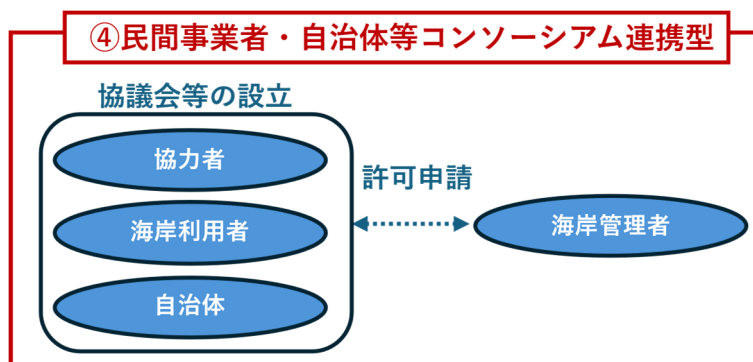 ④民間事業者・自治体等コンソーシアム連携型
協議会等の設立
協力者
許可申請
海岸利用者
海岸管理者
自治体